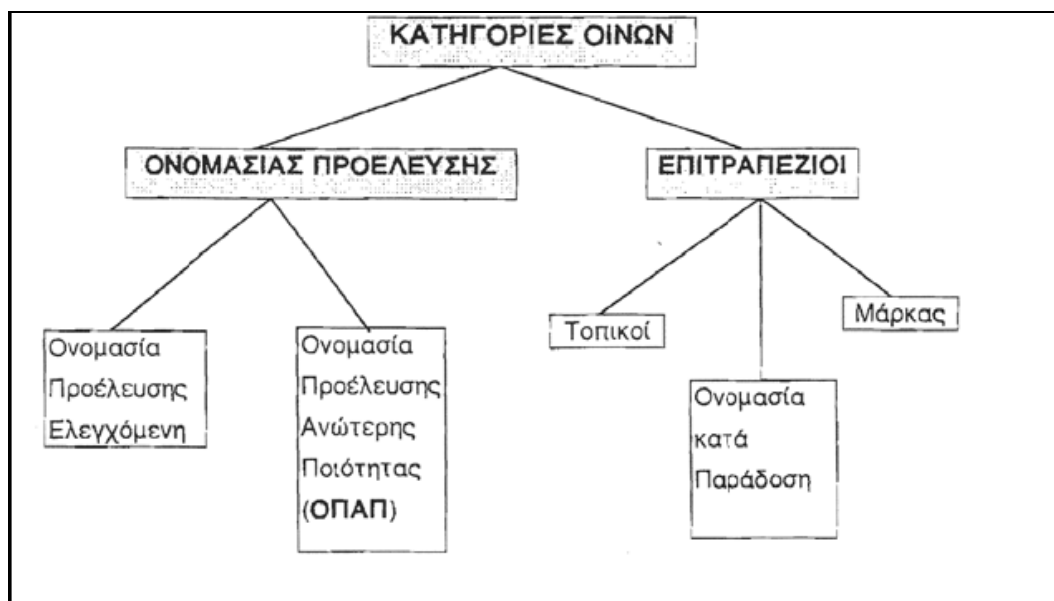 ΚΑΤΗΓΟΡΙΕΣ ΟΙΝΩΝ
ΟΝΟΜΑΣΙΑΣ ΠΡΟΕΛΕΥΣΗΣ
ΕΠΙΤΡΑΠΕΖΙΟΙ
Ονομασία
Προέλευσης
Ελεγχόμενη
Ονομασία
Προέλευσης
Ανώτερης
Ποιότητας
(ΟΠΑΠ)
Τοπικοί
Ονομασία
κατά
Παράδοση
Μάρκας